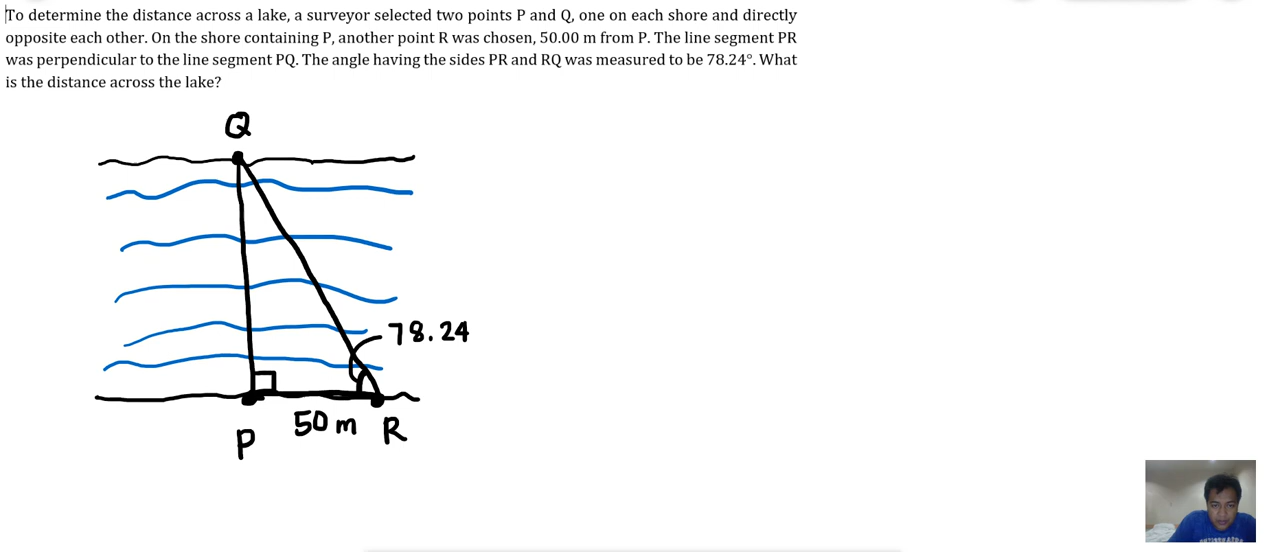 To determine the distance across a lake, a surveyor selected two points P and Q, one on each shore and directly
opposite each other. On the shore containing P, another point R was chosen, 50.00 m from P. The line segment PR
was perpendicular to the line segment PQ. The angle having the sides PR and RQ was measured to be 78.24°. What
is the distance across the lake?
Q
78.24
50 m
P
R